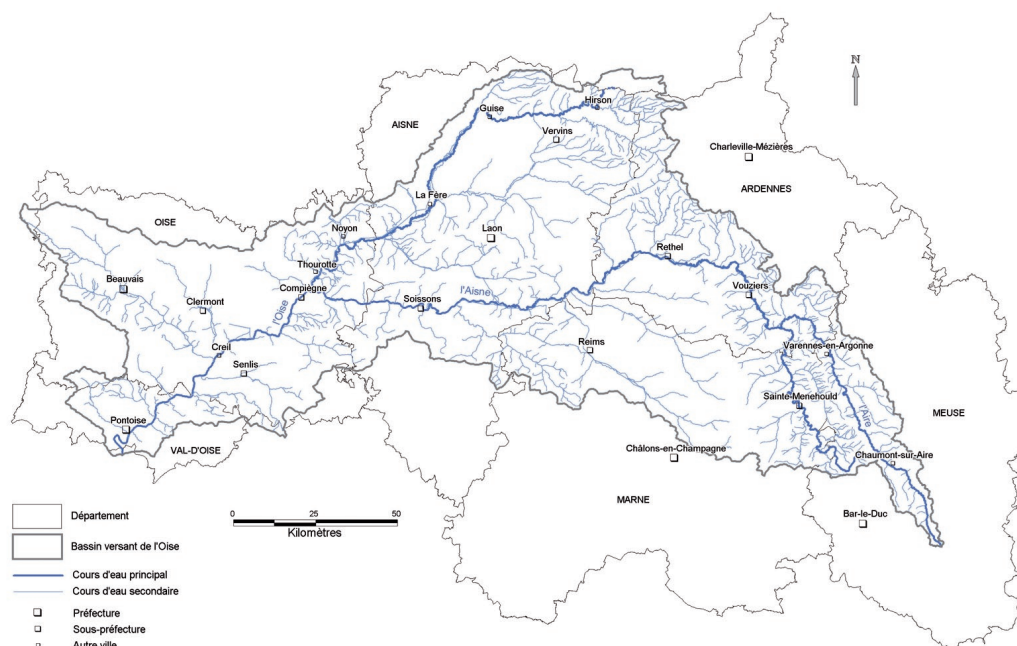 N
Hirson
Guise
AISNE
Vervins
Charleville-Mézières
ARDENNES
La Fère
OISE
Noyon
Laon
Rethel
Thourotte
Beauvais
Compiègne
l'Aisne
Vouziers
Clermont
l'Oise
Soissons
Creil
Reims
Varennes-en-Argonne
Senlis
Sainte-Menehould
l'Aire
MEUSE
Pontoise
VAL-D'OISE
Châlons-en-Champagne
Chaumont-sur-Aire
MARNE
Bar-le-Duc
Département
0 25 50
Kilomètres
Bassin versant de l'Oise
Cours d'eau principal
Cours d'eau secondaire
Préfecture
Sous-préfecture
Autre ville